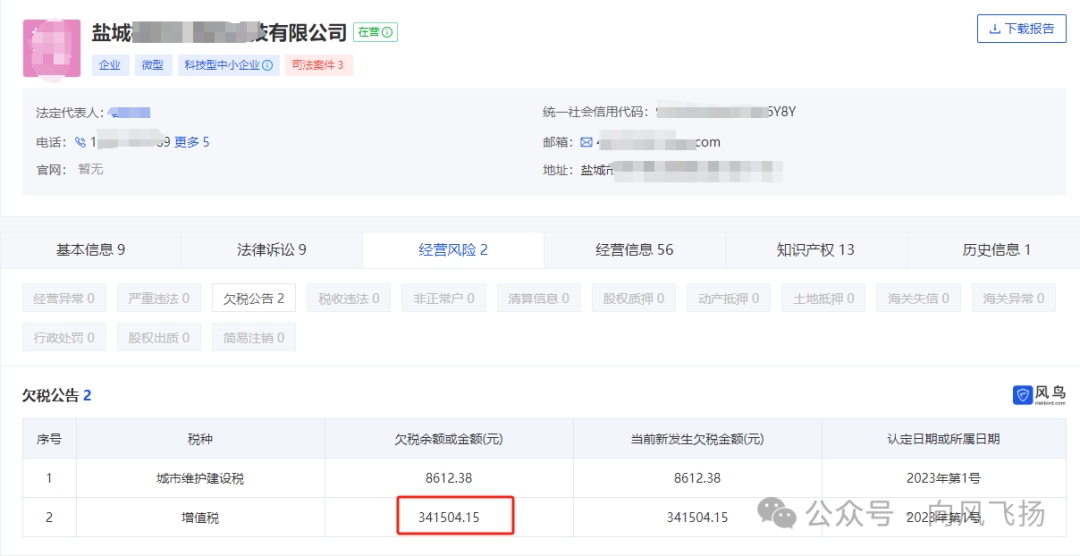 盐城 技有限公司 在营
下载报告
企业 微型 科技型中小企业 司法案件 3
法定代表人：
统一社会信用代码： 6Y8Y
电话： 1 9 更多 5
邮箱： com
官网： 暂无
地址： 盐城市
基本信息 9 法律诉讼 9 经营风险 2 经营信息 56 知识产权 13 历史信息 1
经营异常 0 严重违法 0 欠税公告 2 税收违法 0 非正常户 0 清算信息 0 股权质押 0 动产抵押 0 土地抵押 0 海关失信 0 海关异常 0
行政处罚 0 股权出质 0 简易注销 0
欠税公告 2
风鸟
riskbird.com
序号 税种 欠税余额或金额(元) 当前新发生欠税金额(元) 认定日期或所属日期
1 城市维护建设税 8612.38 8612.38 2023年第1号
2 增值税 341504.15 341504.15 2023年第1号
公众号 · 向风飞扬